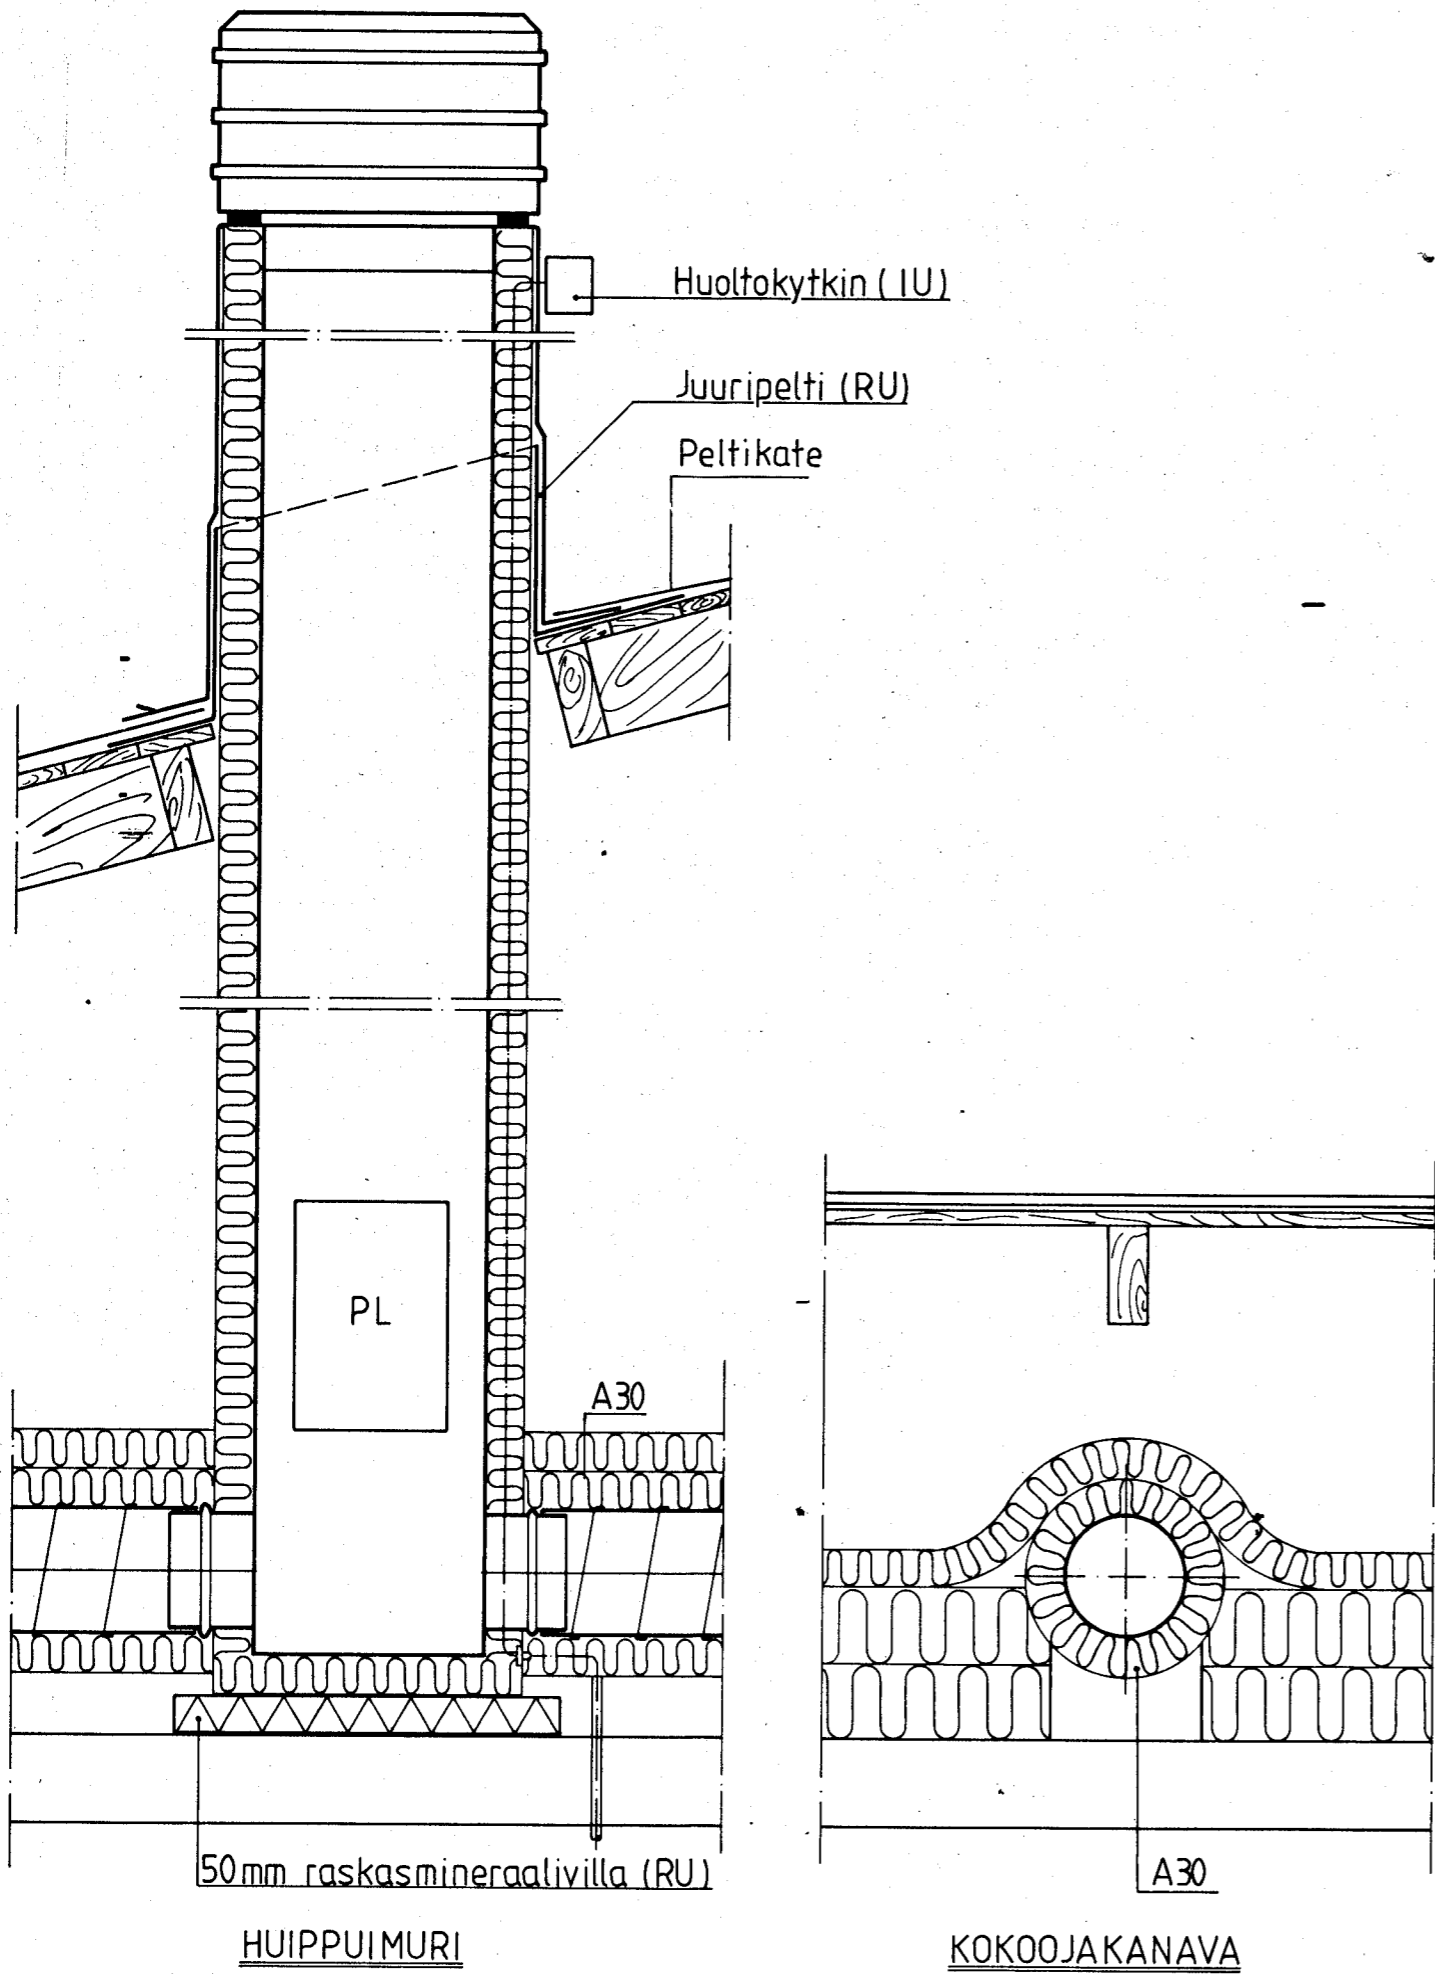 Huoltokytkin (IU)
Juuripelti (RU)
Peltikate
PL
A30
50mm raskasmineraalivilla (RU)
A30
HUIPPUIMURI
KOKOOJAKANAVA